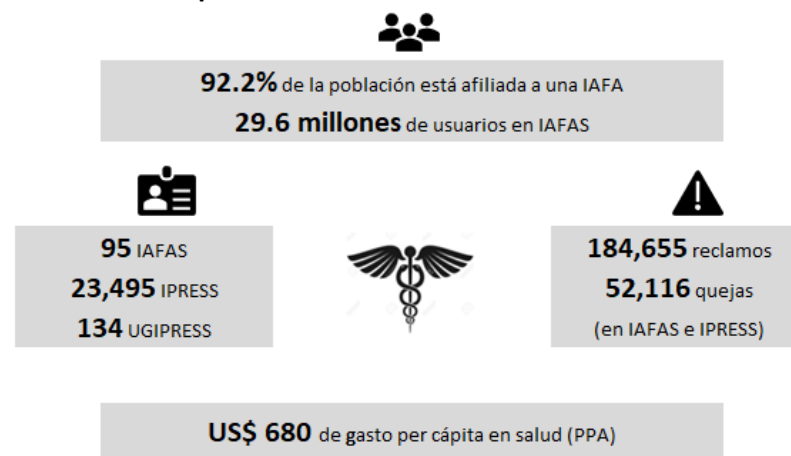 92.2% de la población está afiliada a una IAFA
29.6 millones de usuarios en IAFAS
95 IAFAS
23,495 IPRESS
134 UGIPRESS
184,655 reclamos
52,116 quejas
(en IAFAS e IPRESS)
US$ 680 de gasto per cápita en salud (PPA)